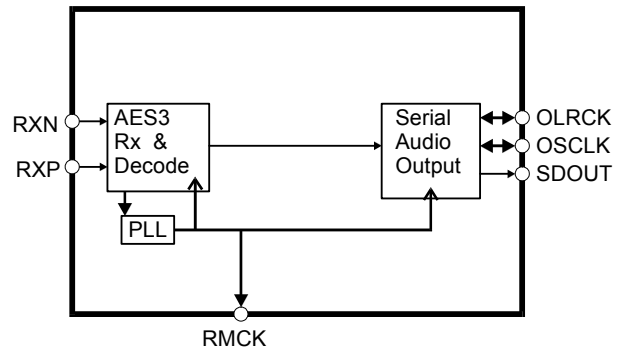 RXN
RXP
AES3
Rx &
Decode
PLL
Serial
Audio
Output
OLRCK
OSCLK
SDOUT
RMCK